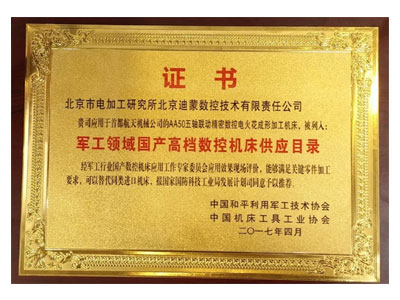 证书
北京市电加工研究所北京迪蒙数控技术有限责任公司
贵司应用于首都航天机械公司的AA50五轴联动精密数控电火花成形加工机床，被列入：
军工领域国产高档数控机床供应目录
经军工行业国产数控机床应用工作专家委员会应用效果现场评价，能够满足关键零件加工
要求，可以替代同类进口机床，报国家国防科技工业局发展计划司同意予以推荐.
中国和平利用军工技术协会
中国机床工具工业协会
二〇一七年四月